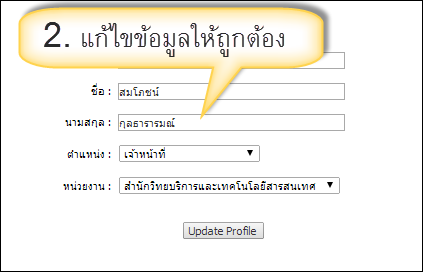 2. แก้ไขข้อมูลให้ถูกต้อง
ชื่อ : สมโภชน์
นามสกุล : กุลธารารมณ์
ตำแหน่ง : เจ้าหน้าที่
หน่วยงาน : สำนักวิทยบริการและเทคโนโลยีสารสนเทศ
Update Profile